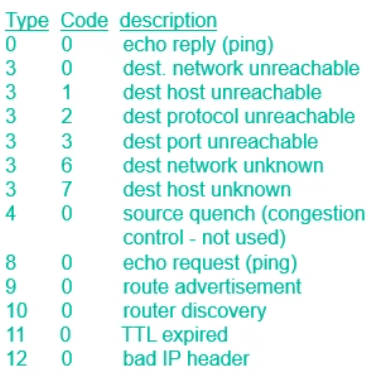 Type Code description
0 0 echo reply (ping)
3 0 dest. network unreachable
3 1 dest host unreachable
3 2 dest protocol unreachable
3 3 dest port unreachable
3 6 dest network unknown
3 7 dest host unknown
4 0 source quench (congestion
control - not used)
8 0 echo request (ping)
9 0 route advertisement
10 0 router discovery
11 0 TTL expired
12 0 bad IP header